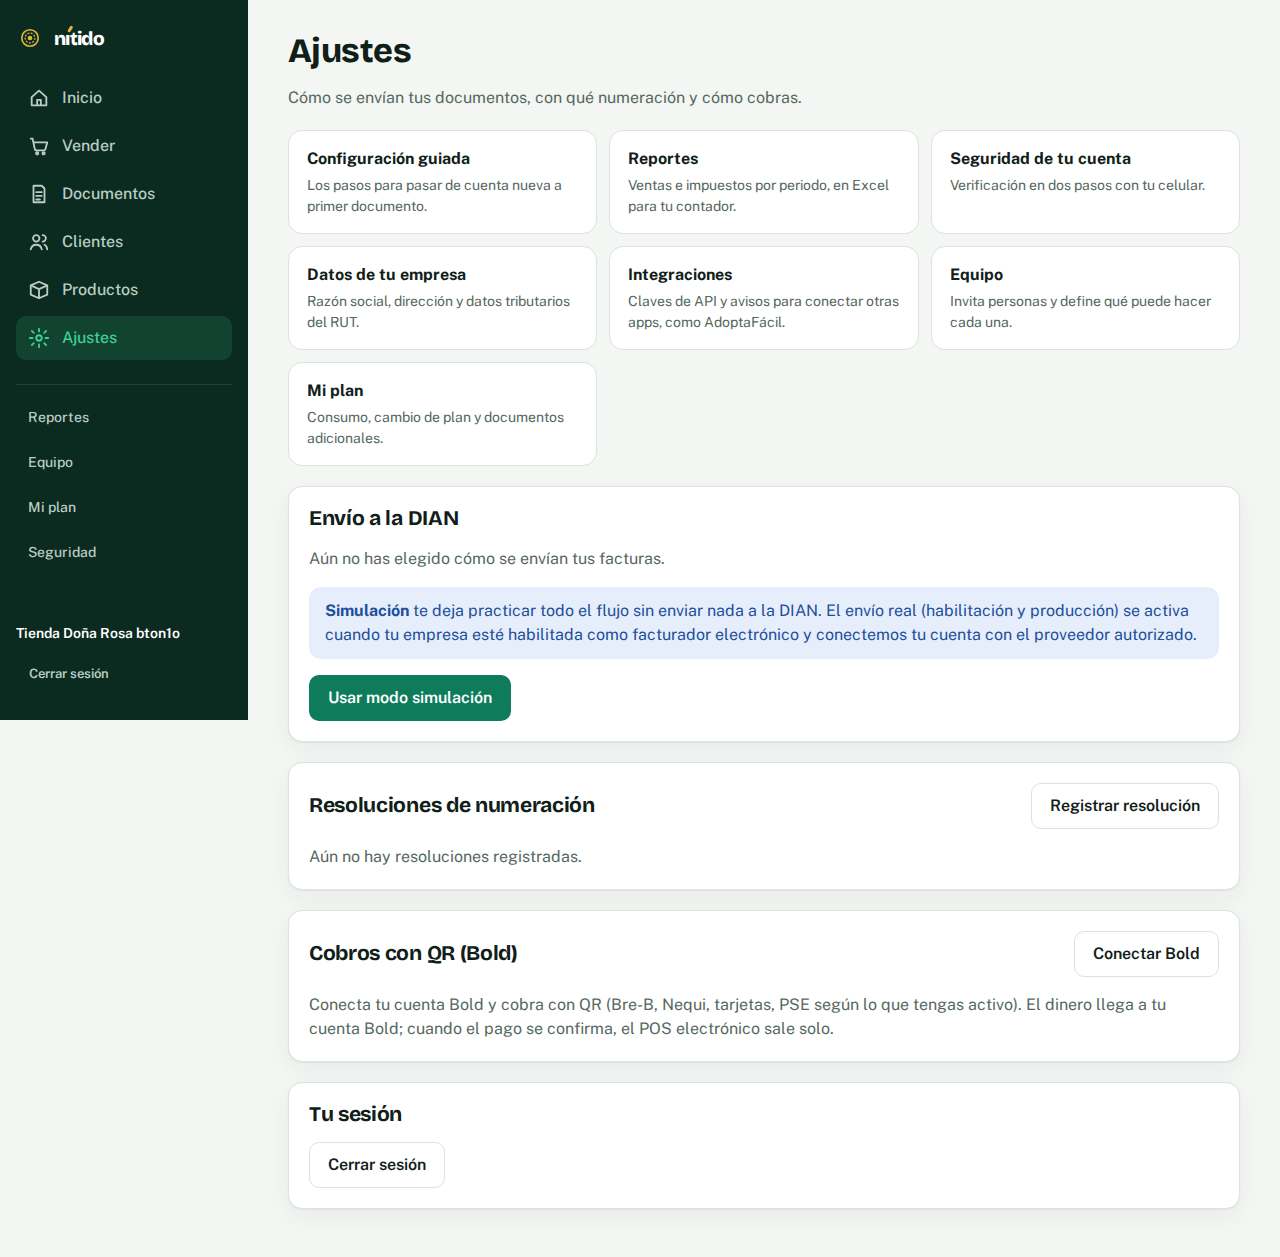 nítido
Inicio
Vender
Documentos
Clientes
Productos
Ajustes
Reportes
Equipo
Mi plan
Seguridad
Tienda Doña Rosa bton1o
Cerrar sesión
Ajustes
Cómo se envían tus documentos, con qué numeración y cómo cobras.
Configuración guiada
Los pasos para pasar de cuenta nueva a
primer documento.
Reportes
Ventas e impuestos por periodo, en Excel
para tu contador.
Seguridad de tu cuenta
Verificación en dos pasos con tu celular.
Datos de tu empresa
Razón social, dirección y datos tributarios
del RUT.
Integraciones
Claves de API y avisos para conectar otras
apps, como AdoptaFácil.
Equipo
Invita personas y define qué puede hacer
cada una.
Mi plan
Consumo, cambio de plan y documentos
adicionales.
Envío a la DIAN
Aún no has elegido cómo se envían tus facturas.
Simulación te deja practicar todo el flujo sin enviar nada a la DIAN. El envío real (habilitación y producción) se activa
cuando tu empresa esté habilitada como facturador electrónico y conectemos tu cuenta con el proveedor autorizado.
Usar modo simulación
Resoluciones de numeración
Registrar resolución
Aún no hay resoluciones registradas.
Cobros con QR (Bold)
Conectar Bold
Conecta tu cuenta Bold y cobra con QR (Bre-B, Nequi, tarjetas, PSE según lo que tengas activo). El dinero llega a tu
cuenta Bold; cuando el pago se confirma, el POS electrónico sale solo.
Tu sesión
Cerrar sesión